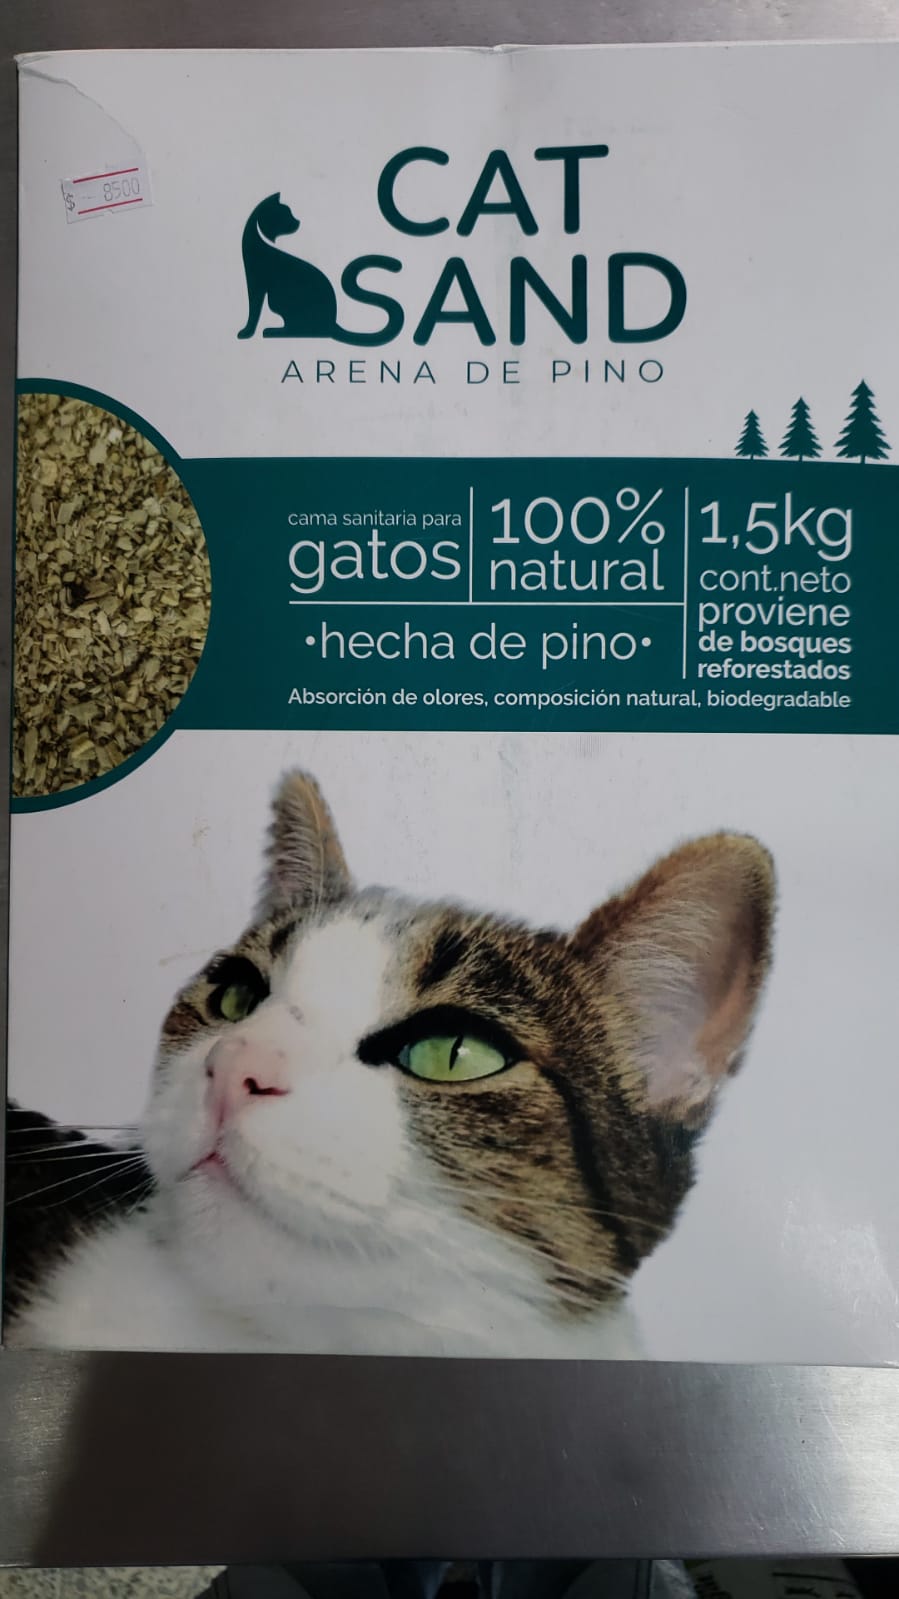 $ - 8500
CAT
SAND
ARENA DE PINO
cama sanitaria para
gatos
100%
natural
•hecha de pino•
1,5kg
cont.neto
proviene
de bosques
reforestados
Absorción de olores, composición natural, biodegradable